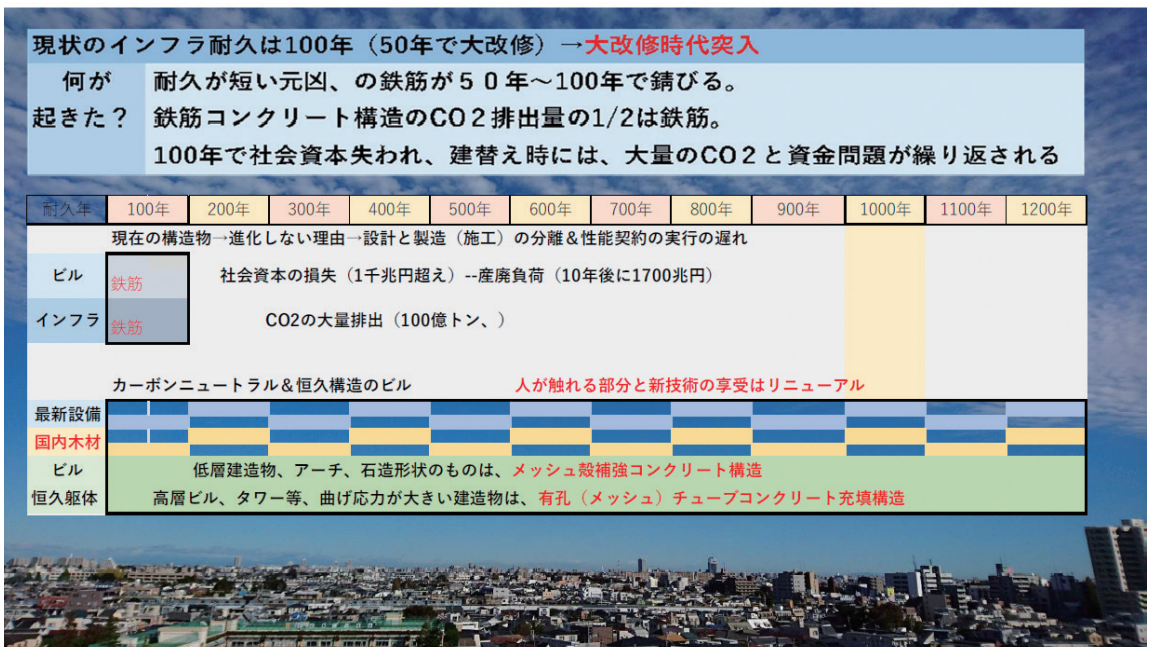 現状のインフラ耐久は100年（50年で大改修）→大改修時代突入
何が 耐久が短い元凶、の鉄筋が５０年～100年で錆びる。
起きた？ 鉄筋コンクリート構造のCO２排出量の1/2は鉄筋。
100年で社会資本失われ、建替え時には、大量のCO２と資金問題が繰り返される
耐久年 100年 200年 300年 400年 500年 600年 700年 800年 900年 1000年 1100年 1200年
現在の構造物→進化しない理由→設計と製造（施工）の分離＆性能契約の実行の遅れ
ビル 鉄筋 社会資本の損失（1千兆円超え）--産廃負荷（10年後に1700兆円）
インフラ 鉄筋 CO2の大量排出（100億トン、）
カーボンニュートラル＆恒久構造のビル 人が触れる部分と新技術の享受はリニューアル
最新設備
国内木材
ビル 低層建造物、アーチ、石造形状のものは、メッシュ殻補強コンクリート構造
恒久躯体 高層ビル、タワー等、曲げ応力が大きい建造物は、有孔（メッシュ）チューブコンクリート充填構造